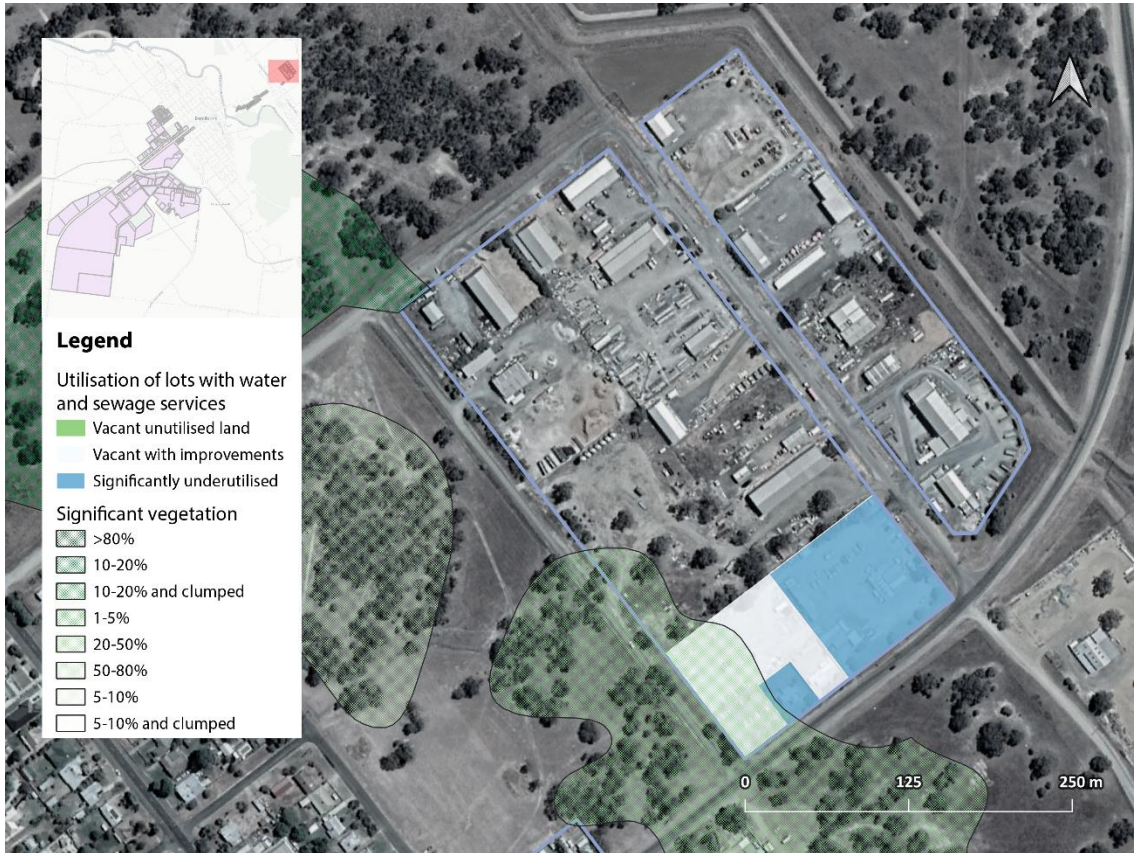 Legend
Utilisation of lots with water
and sewage services
Vacant unutilised land
Vacant with improvements
Significantly underutilised
Significant vegetation
>80%
10-20%
10-20% and clumped
1-5%
20-50%
50-80%
5-10%
5-10% and clumped
0 125 250 m